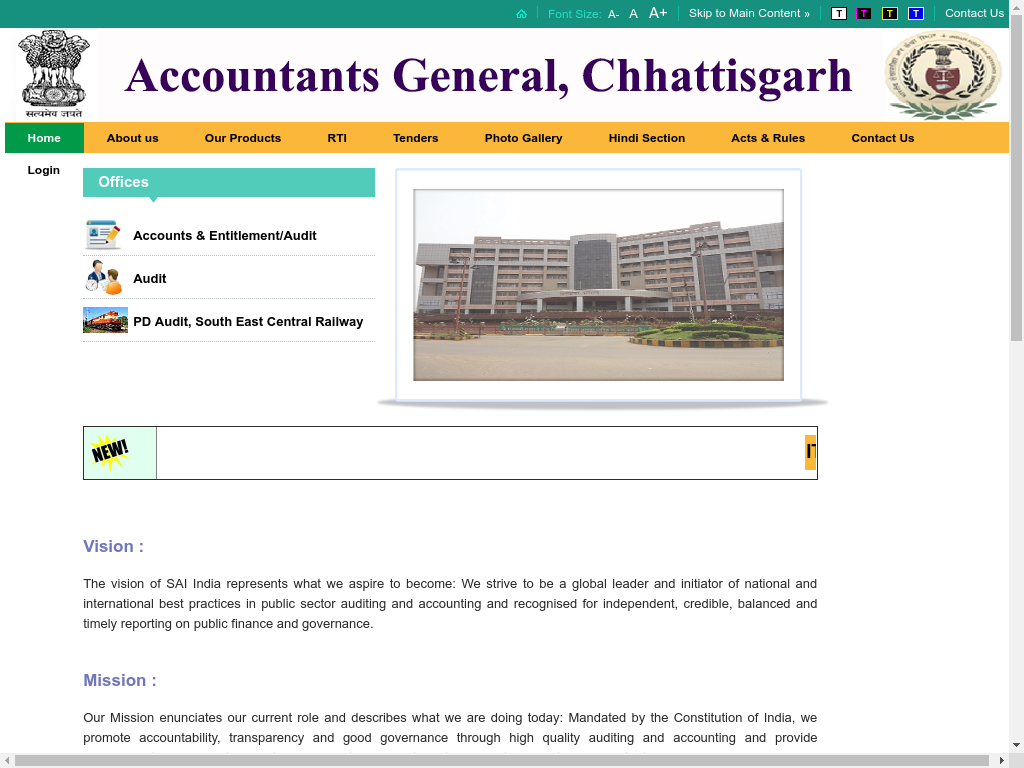 Font Size: A- A A+ Skip to Main Content » T T T T Contact Us
सत्यमेव जयते
Accountants General, Chhattisgarh
Home About us Our Products RTI Tenders Photo Gallery Hindi Section Acts & Rules Contact Us
Login
Offices
Accounts & Entitlement/Audit
Audit
PD Audit, South East Central Railway
NEW!
Vision :
The vision of SAI India represents what we aspire to become: We strive to be a global leader and initiator of national and
international best practices in public sector auditing and accounting and recognised for independent, credible, balanced and
timely reporting on public finance and governance.
Mission :
Our Mission enunciates our current role and describes what we are doing today: Mandated by the Constitution of India, we
promote accountability, transparency and good governance through high quality auditing and accounting and provide